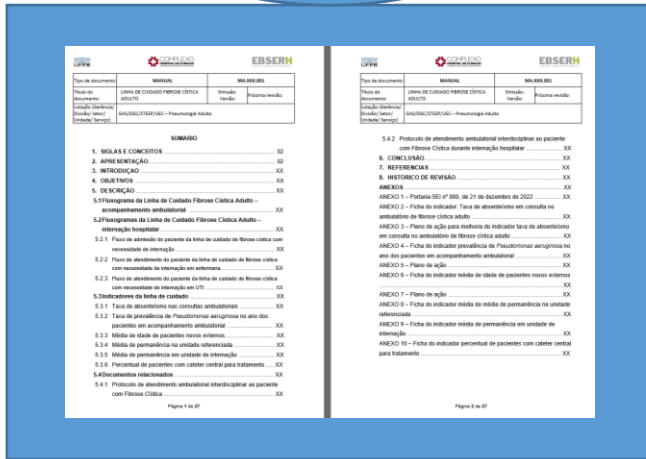 UFPR
COMPLEXO
EBSERH
Tipo de documento
MANUAL
MA.XXX.001
Título do documento:
LINHA DE CUIDADO FIBROSE CÍSTICA ADULTO
Emissão:
Versão:
Próxima revisão:
Lotação (Gerência/ Divisão/ Setor/ Unidade/ Serviço)
GAS/DGC/STESP/UEC – Pneumologia Adulto
SUMÁRIO
1. SIGLAS E CONCEITOS 02
2. APRESENTAÇÃO 02
3. INTRODUÇÃO XX
4. OBJETIVOS XX
5. DESCRIÇÃO XX
5.1 Fluxograma da Linha de Cuidado Fibrose Cística Adulto –
acompanhamento ambulatorial XX
5.2 Fluxogramas da Linha de Cuidado Fibrose Cística Adulto –
internação hospitalar XX
5.2.1 Fluxo de admissão do paciente da linha de cuidado de fibrose cística com
necessidade de internação XX
5.2.2 Fluxo de atendimento do paciente da linha de cuidado de fibrose cística
com necessidade de internação em enfermaria XX
5.2.3 Fluxo de atendimento do paciente da linha de cuidado de fibrose cística
com necessidade de internação em UTI XX
5.3 Indicadores da linha de cuidado XX
5.3.1 Taxa de absenteísmo nas consultas ambulatoriais XX
5.3.2 Taxa de prevalência de Pseudomonas aeruginosa no ano dos
pacientes em acompanhamento ambulatorial XX
5.3.3 Média de idade de pacientes novos externos XX
5.3.4 Média de permanência na unidade referenciada XX
5.3.5 Média de permanência em unidade de internação XX
5.3.6 Percentual de pacientes com cateter central para tratamento XX
5.4 Documentos relacionados XX
5.4.1 Protocolo de atendimento ambulatorial interdisciplinar ao paciente
com Fibrose Cística XX
Página 1 de 27
UFPR
COMPLEXO
EBSERH
Tipo de documento
MANUAL
MA.XXX.001
Título do documento:
LINHA DE CUIDADO FIBROSE CÍSTICA ADULTO
Emissão:
Versão:
Próxima revisão:
Lotação (Gerência/ Divisão/ Setor/ Unidade/ Serviço)
GAS/DGC/STESP/UEC – Pneumologia Adulto
5.4.2 Protocolo de atendimento ambulatorial interdisciplinar ao paciente
com Fibrose Cística durante internação hospitalar XX
6. CONCLUSÃO XX
7. REFERENCIAS XX
8. HISTÓRICO DE REVISÃO XX
ANEXOS XX
ANEXO 1 – Portaria-SEI nº 889, de 21 de dezembro de 2022 XX
ANEXO 2 – Ficha do indicador: Taxa de absenteísmo em consulta no
ambulatório de fibrose cística adulto XX
ANEXO 3 – Plano de ação para melhoria do indicador taxa de absenteísmo
em consulta no ambulatório de fibrose cística adulto XX
ANEXO 4 – Ficha do indicador prevalência de Pseudomonas aeruginosa no
ano dos pacientes em acompanhamento ambulatorial XX
ANEXO 5 – Plano de ação XX
ANEXO 6 – Ficha do indicador média de idade de pacientes novos externos
XX
ANEXO 7 – Plano de ação XX
ANEXO 8 – Ficha do indicador média de média de permanência na unidade
referenciada XX
ANEXO 9 – Ficha do indicador média de permanência em unidade de
internação XX
ANEXO 10 – Ficha do indicador percentual de pacientes com cateter central
para tratamento XX
Página 2 de 27